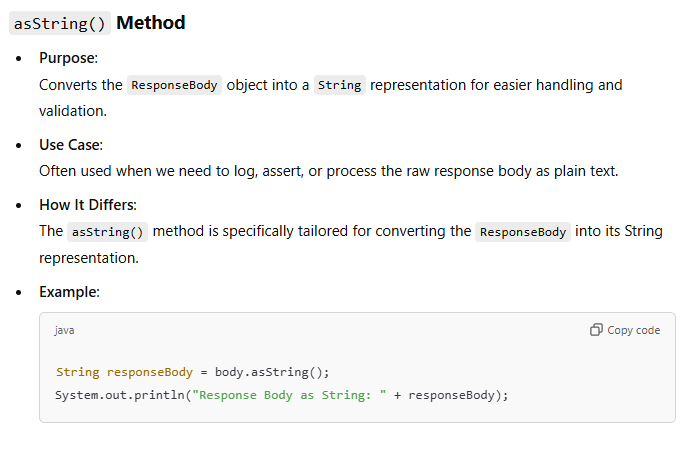 asString() Method
• Purpose:
Converts the ResponseBody object into a String representation for easier handling and
validation.
• Use Case:
Often used when we need to log, assert, or process the raw response body as plain text.
• How It Differs:
The asString() method is specifically tailored for converting the ResponseBody into its String
representation.
• Example:
java Copy code
String responseBody = body.asString();
System.out.println("Response Body as String: " + responseBody);